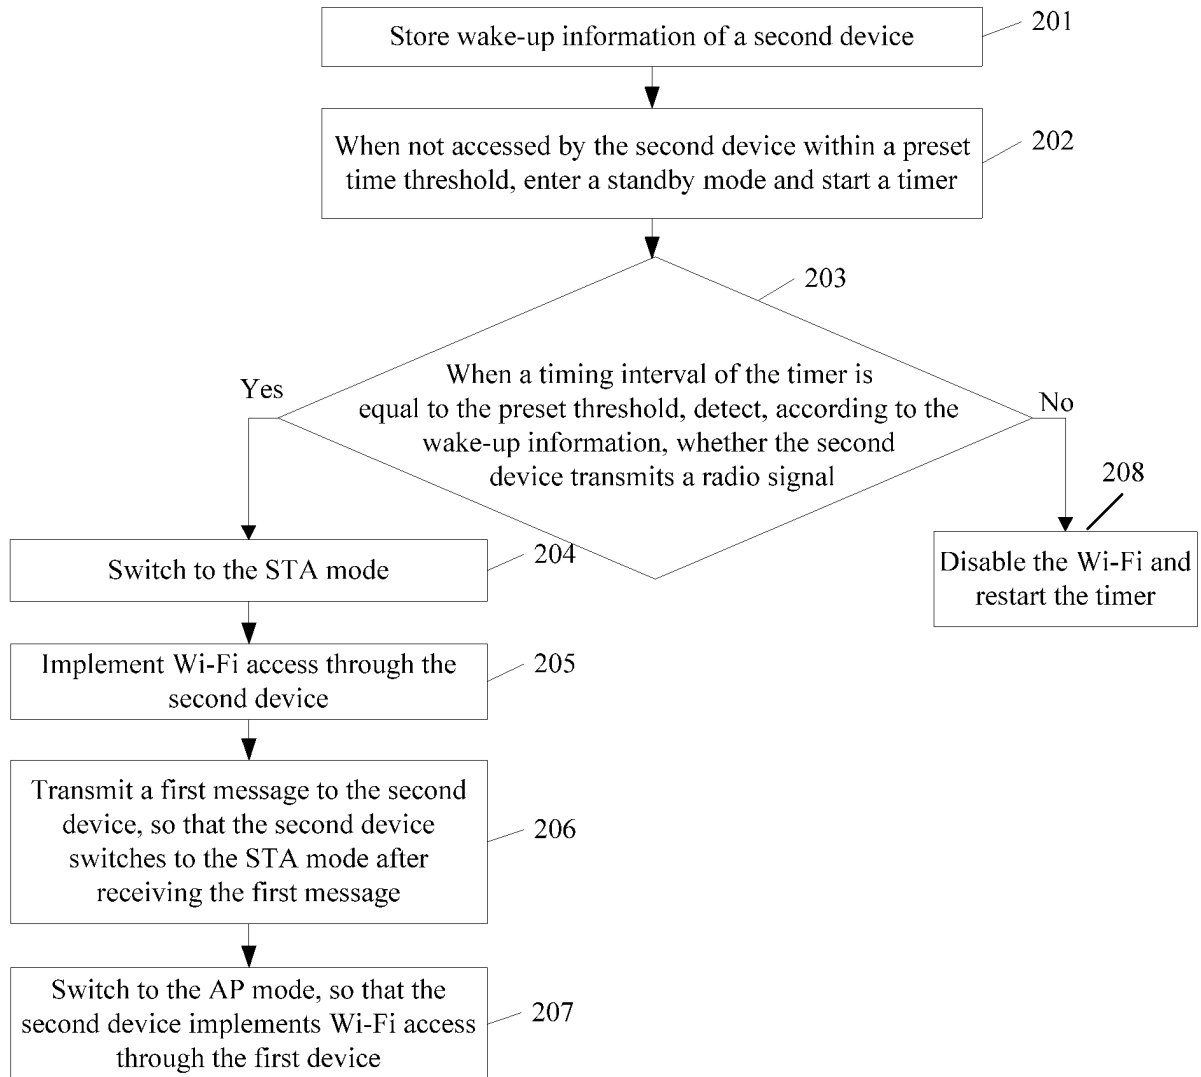 Store wake-up information of a second device
201
When not accessed by the second device within a preset
time threshold, enter a standby mode and start a timer
202
203
When a timing interval of the timer is
equal to the preset threshold, detect, according to the
wake-up information, whether the second
device transmits a radio signal
Yes
No
204
Switch to the STA mode
208
Disable the Wi-Fi and
restart the timer
Implement Wi-Fi access through the
second device
205
Transmit a first message to the second
device, so that the second device
switches to the STA mode after
receiving the first message
206
Switch to the AP mode, so that the
second device implements Wi-Fi access
through the first device
207